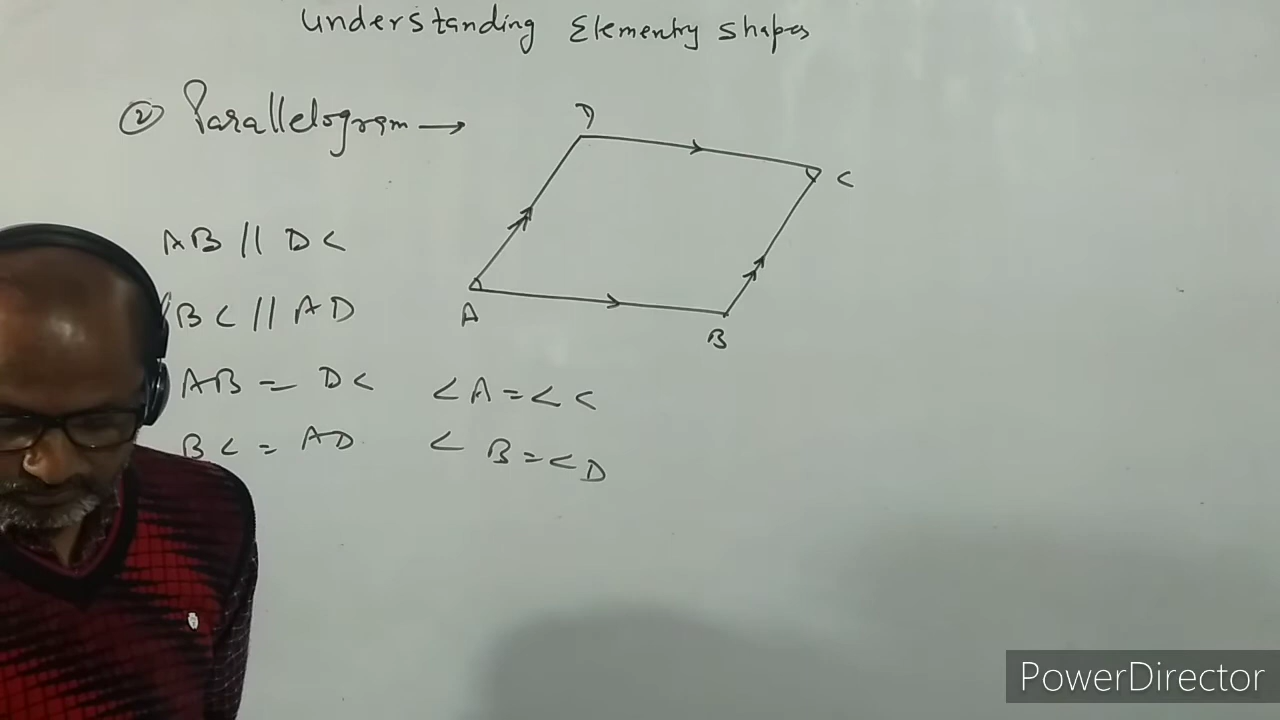 Understanding Elementry shapes
② Parallelogram →
D
C
A
B
AB // DC
BC // AD
AB = DC
∠A = ∠C
BC = AD
∠B = ∠D
PowerDirector